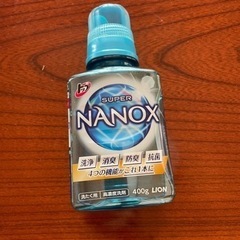 トップ
SUPER
NANOX
洗浄 消臭 防臭 抗菌
4つの機能がこれ1本に
洗たく用 高濃度洗剤 400g LION